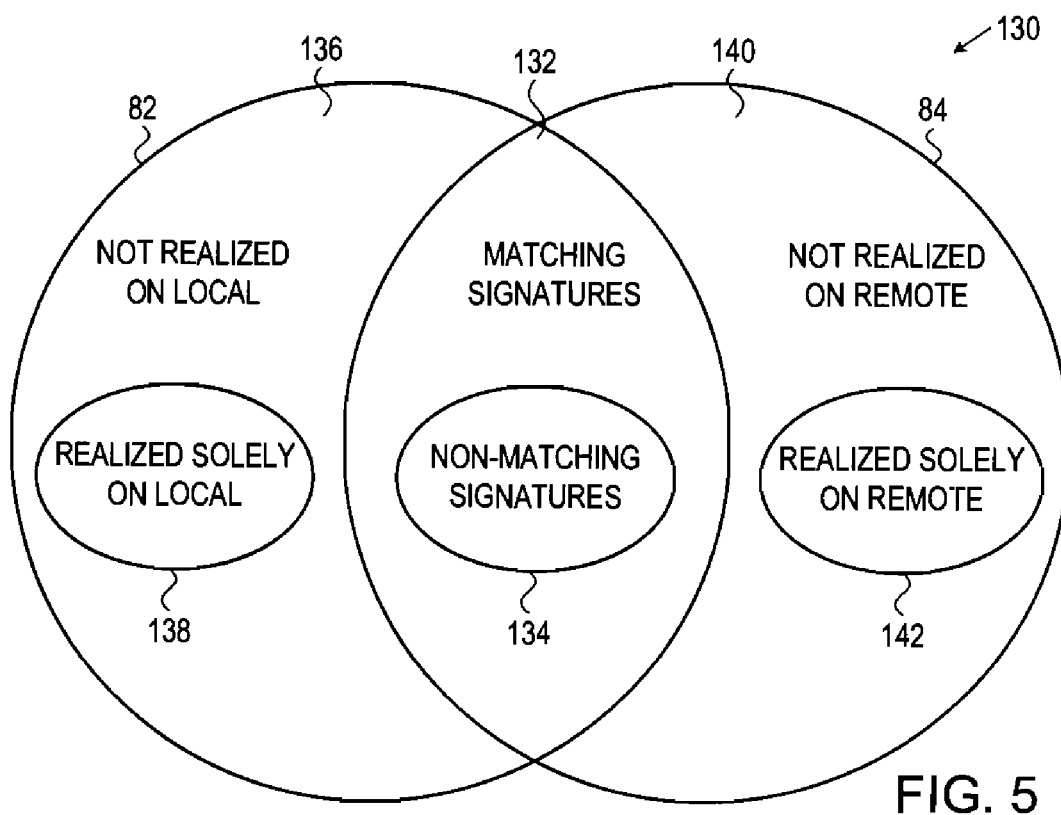 130
136
132
140
82
84
NOT REALIZED
ON LOCAL
MATCHING
SIGNATURES
NOT REALIZED
ON REMOTE
REALIZED SOLELY
ON LOCAL
NON-MATCHING
SIGNATURES
REALIZED SOLELY
ON REMOTE
138
134
142
FIG. 5